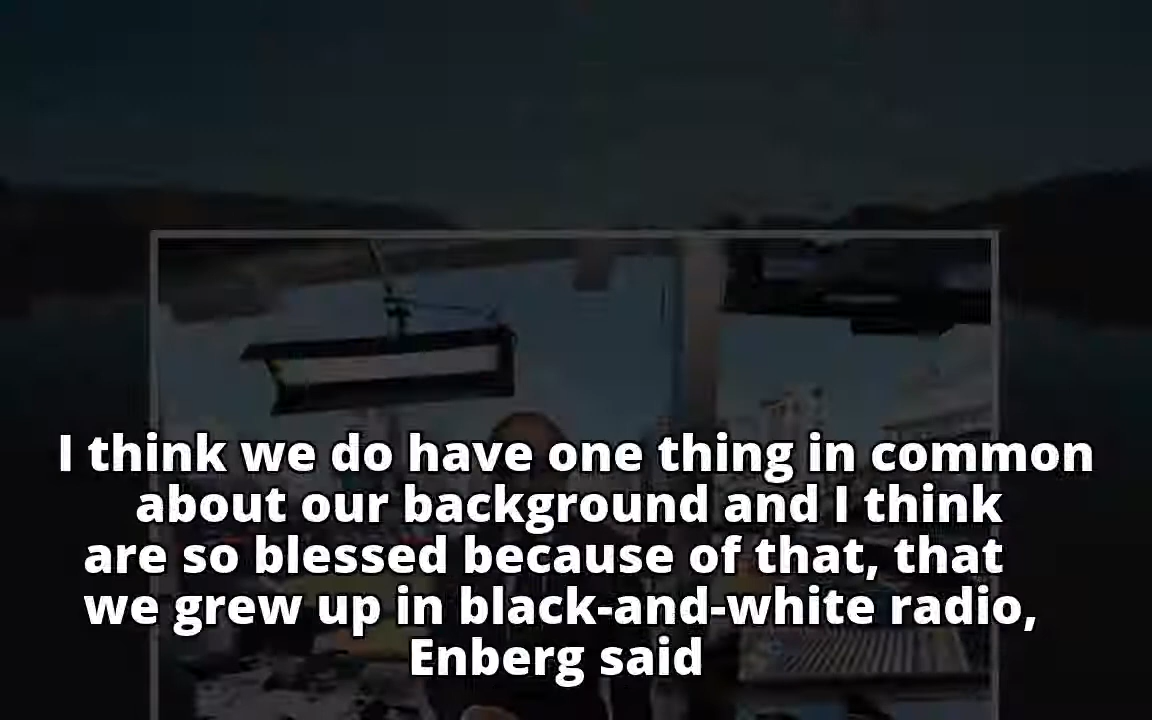 I think we do have one thing in common
about our background and I think
are so blessed because of that, that
we grew up in black-and-white radio,
Enberg said